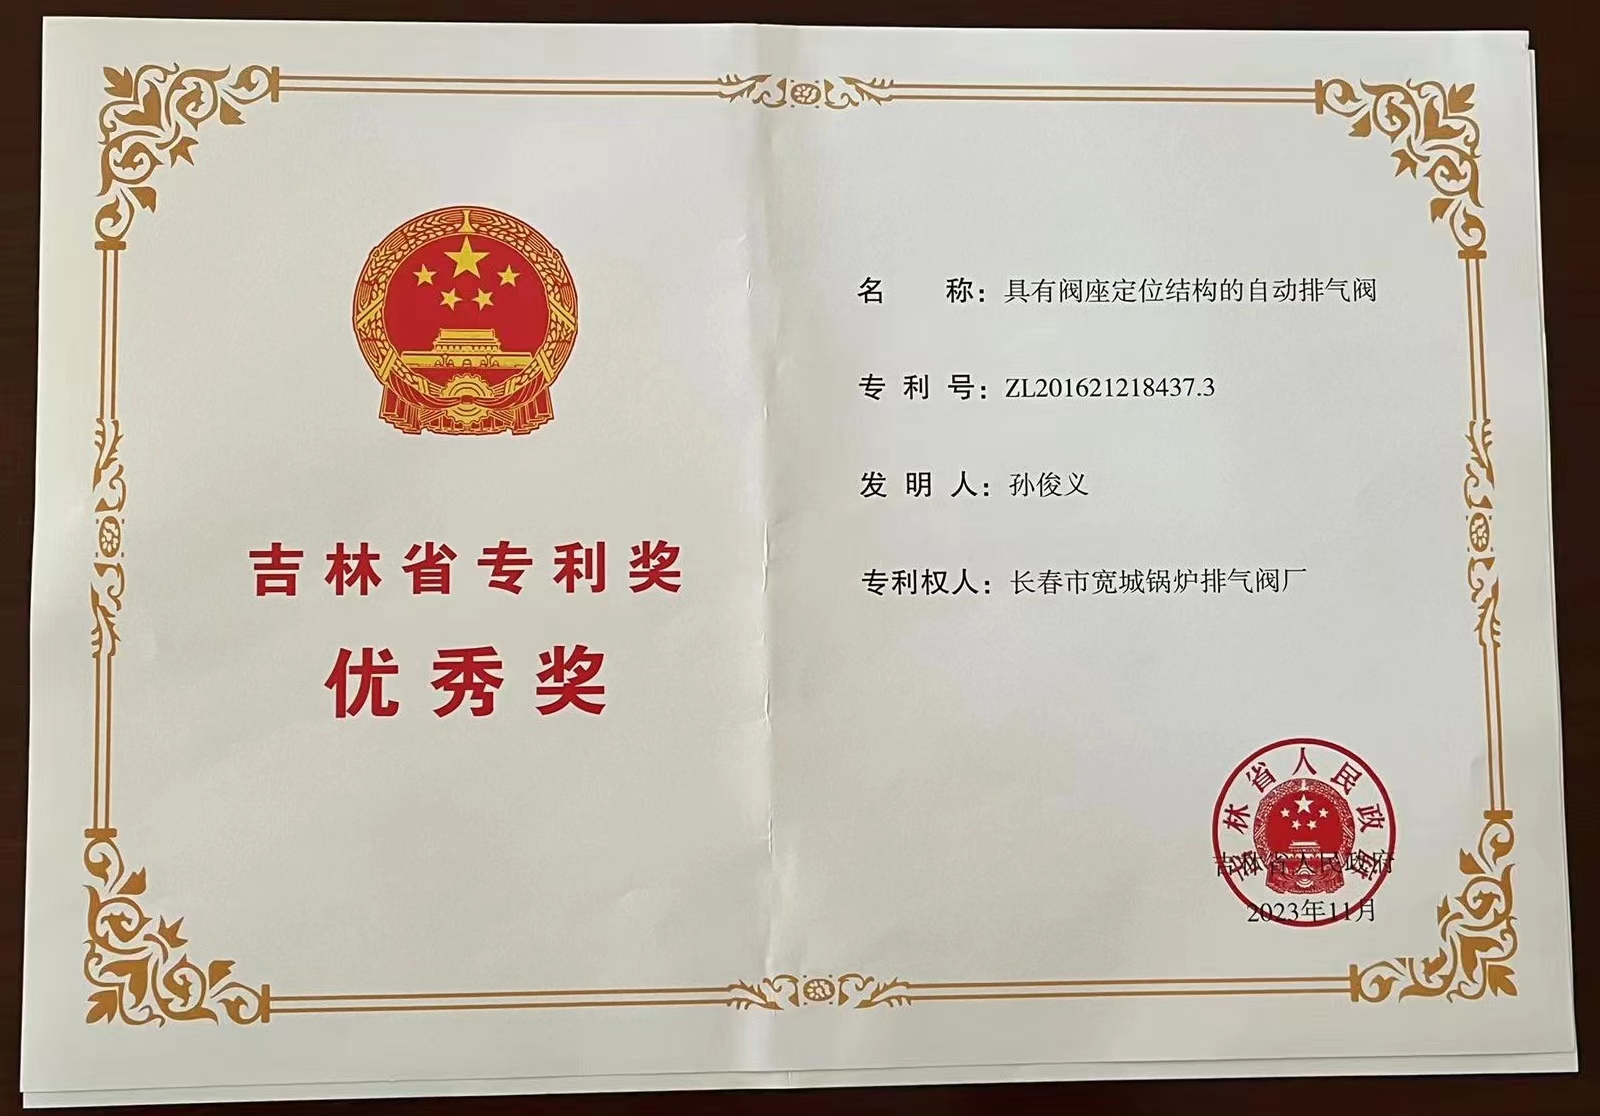 吉林省专利奖
优秀奖
名 称：具有阀座定位结构的自动排气阀
专 利 号：ZL201621218437.3
发 明 人：孙俊义
专利权人：长春市宽城锅炉排气阀厂
吉林省人民政府
吉林省人民政府
2023年11月